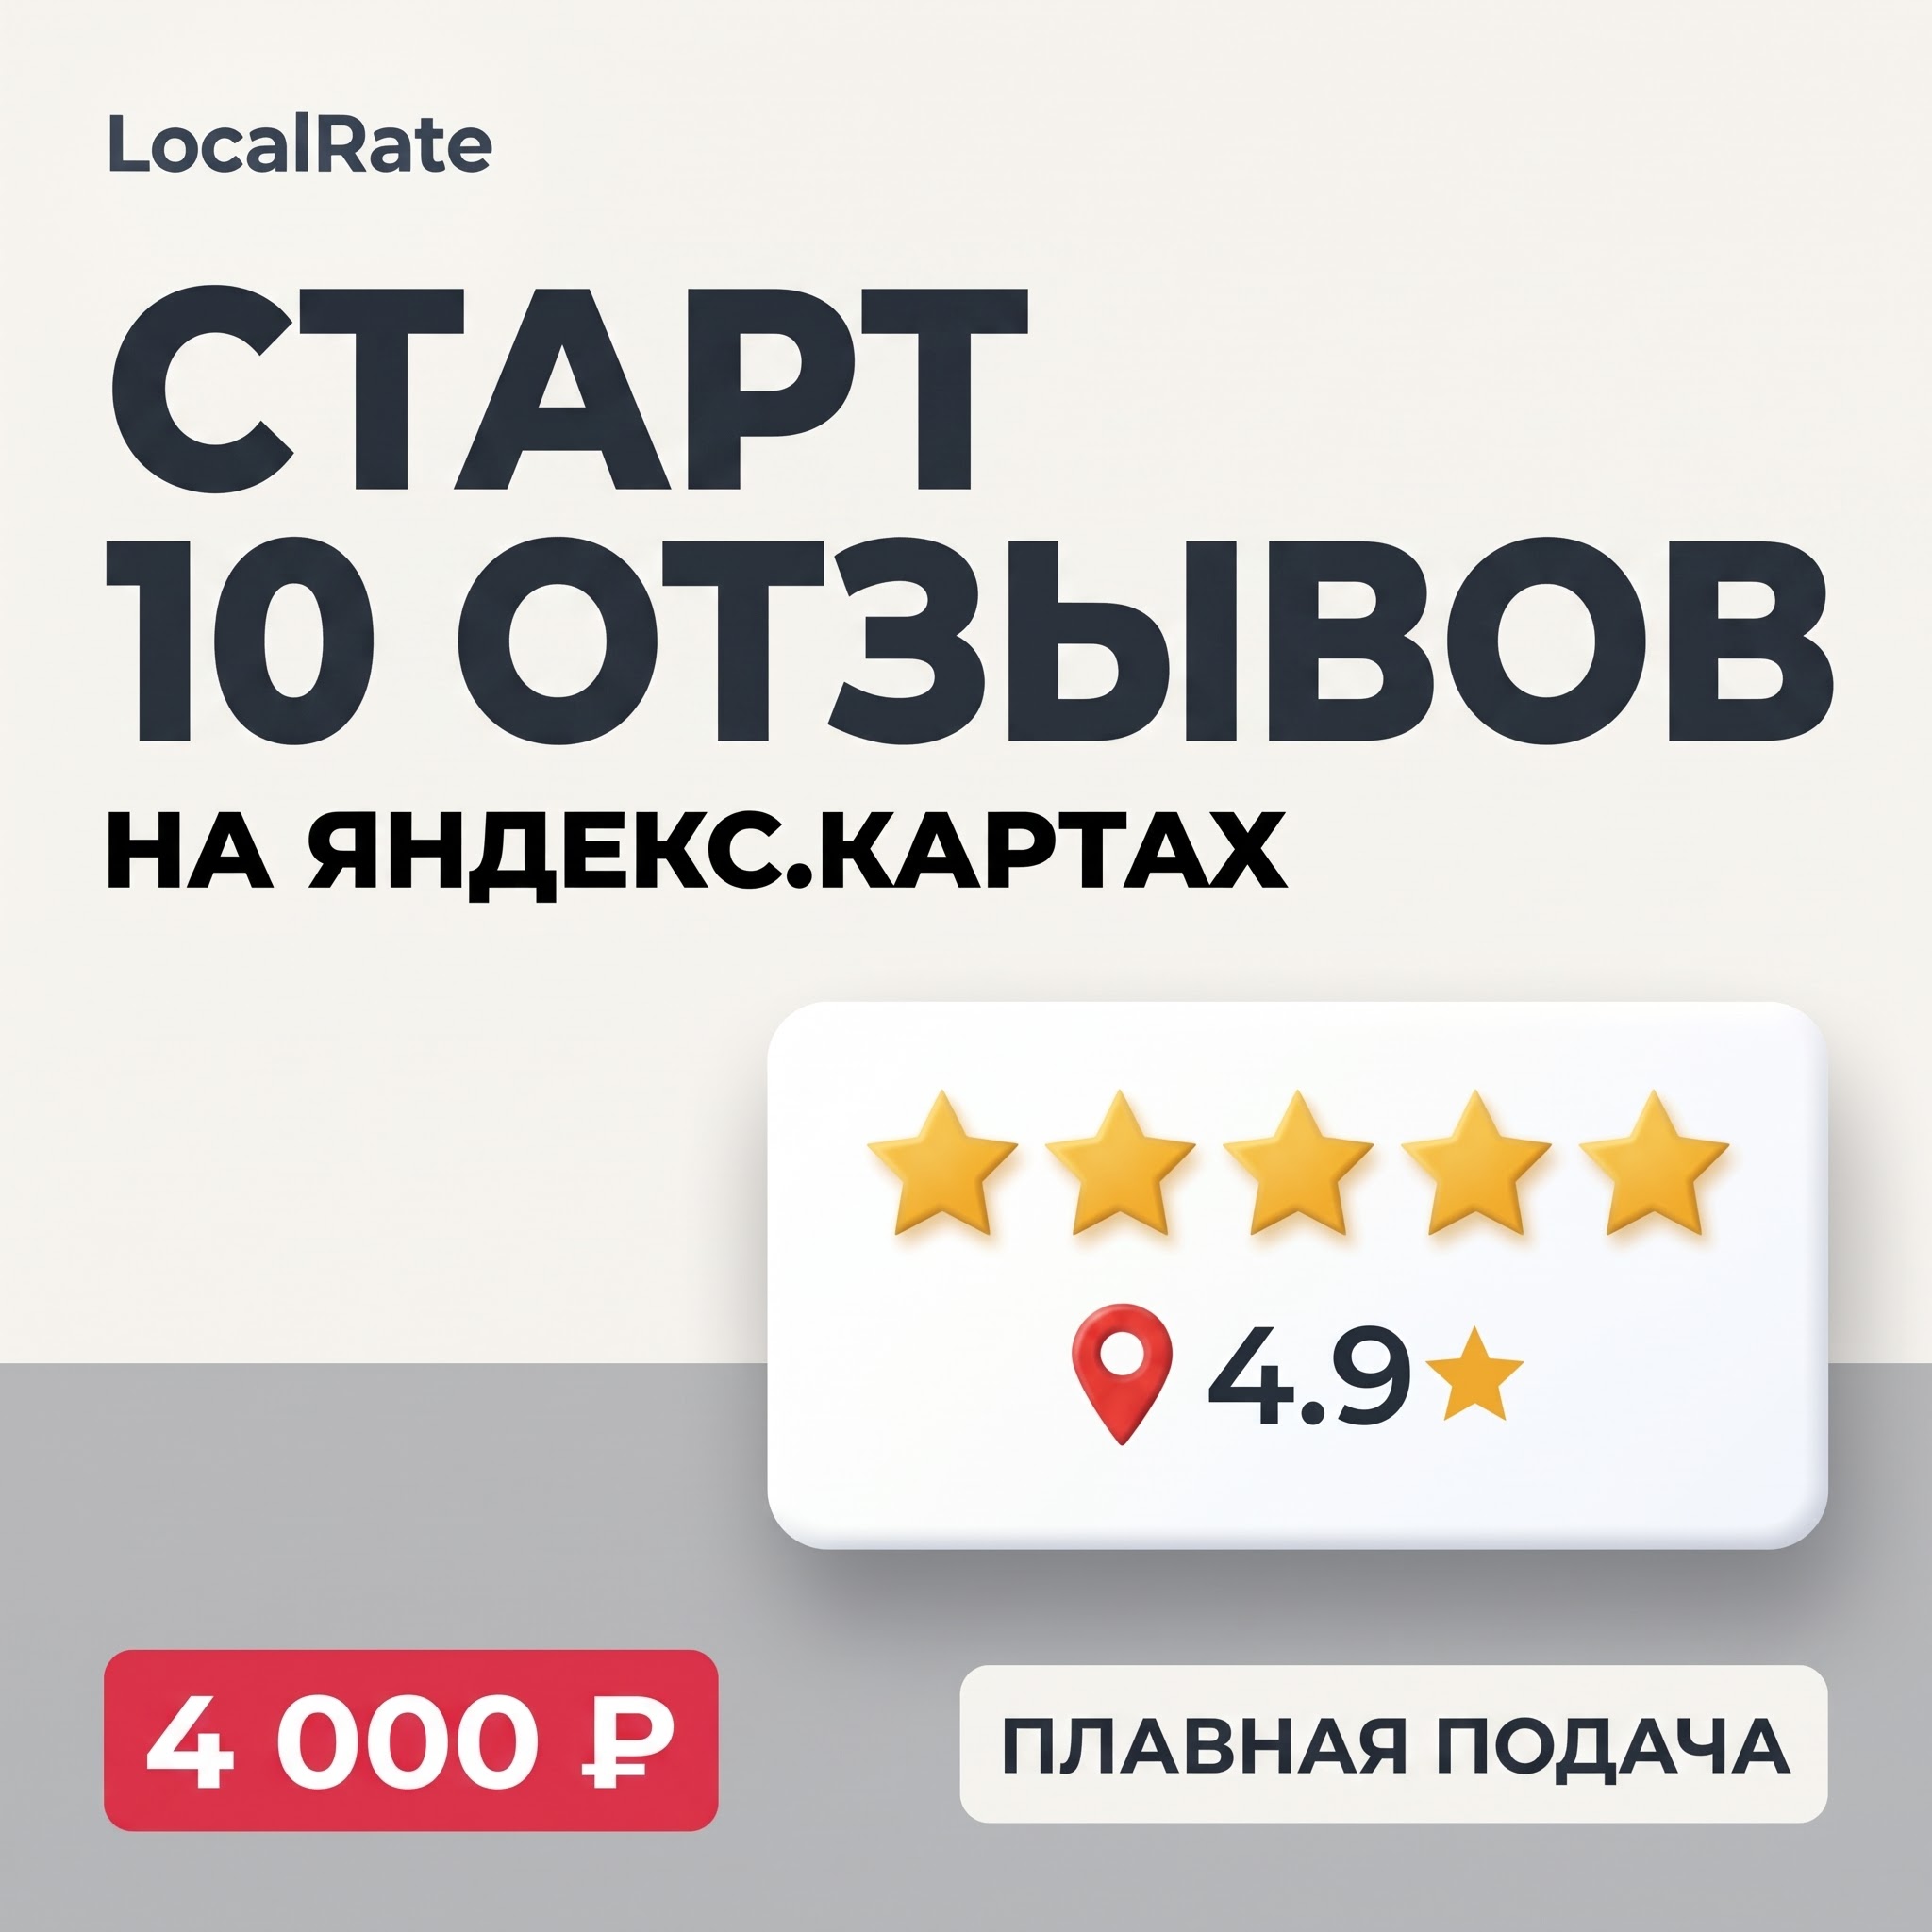 LocalRate
СТАРТ
10 ОТЗЫВОВ
НА ЯНДЕКС.КАРТАХ
4.9
4 000 ₽
ПЛАВНАЯ ПОДАЧА